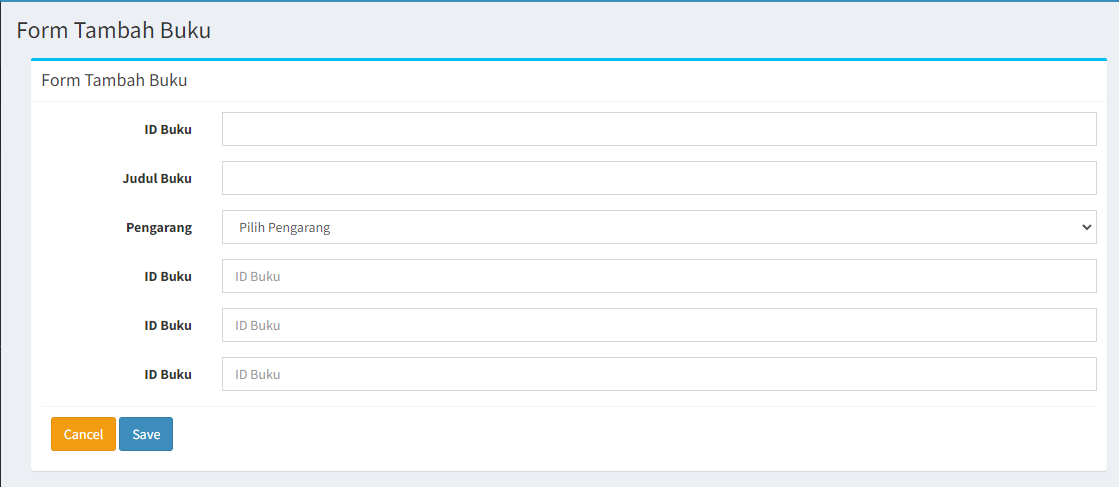 Form Tambah Buku
Form Tambah Buku
ID Buku
Judul Buku
Pengarang Pilih Pengarang
ID Buku ID Buku
ID Buku ID Buku
ID Buku ID Buku
Cancel Save